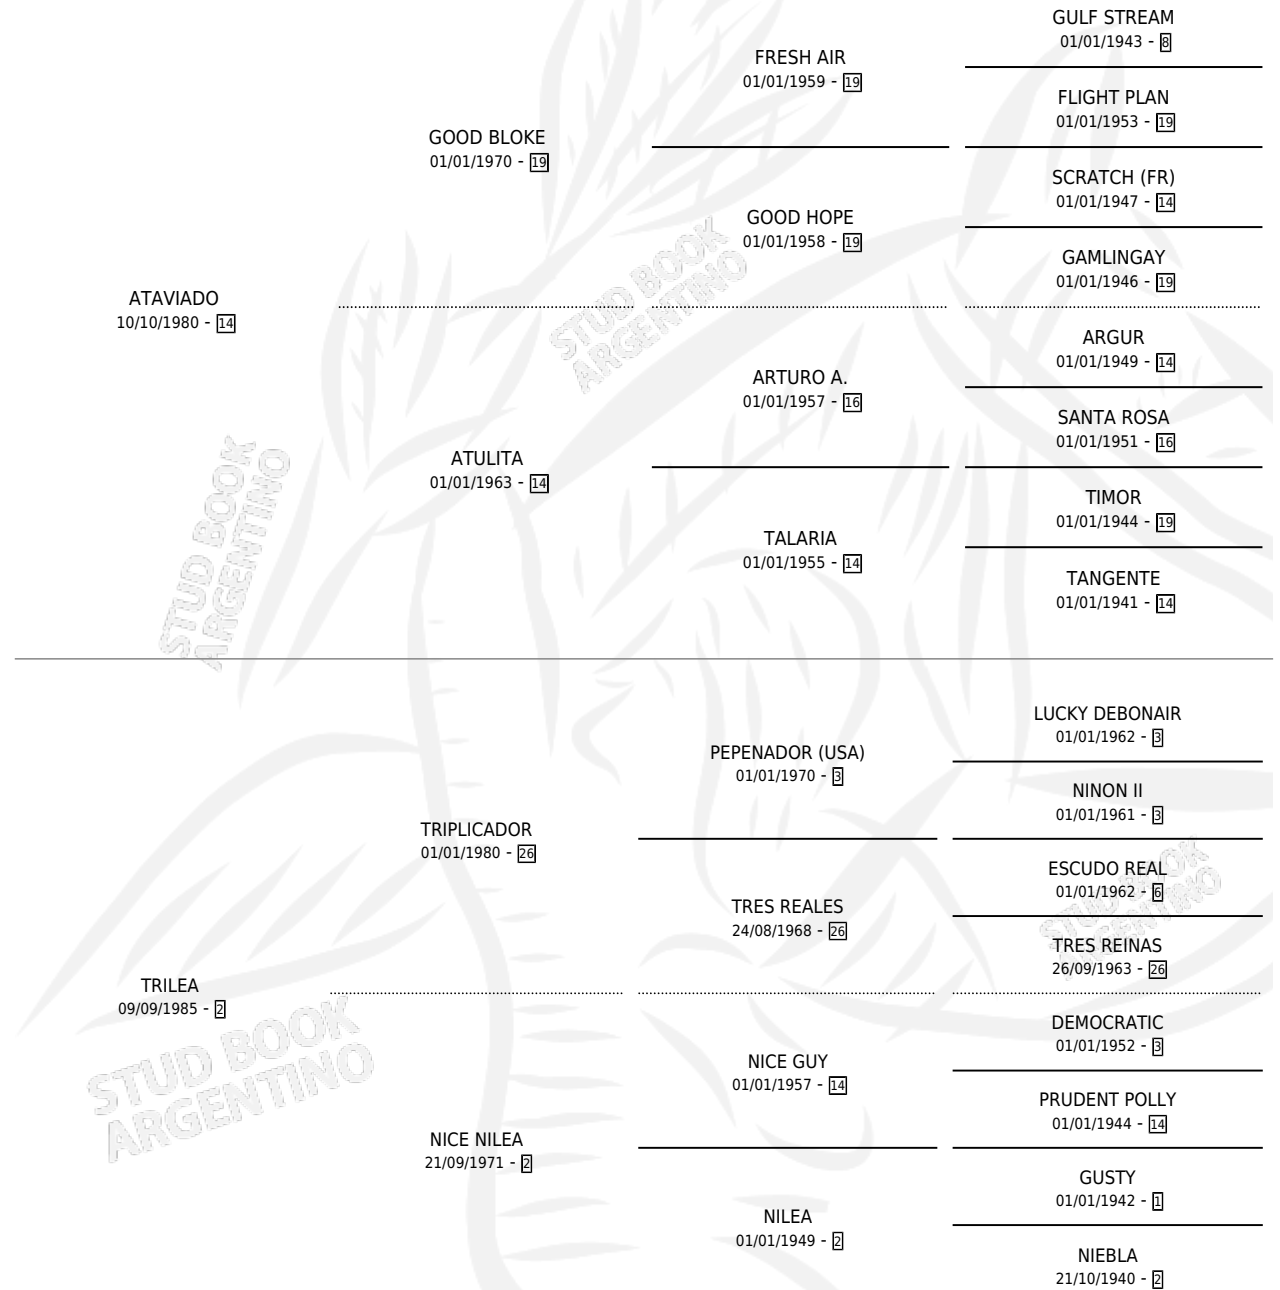 GULF STREAM
01/01/1943 - 8
FRESH AIR
01/01/1959 - 19
FLIGHT PLAN
01/01/1953 - 19
GOOD BLOKE
01/01/1970 - 19
SCRATCH (FR)
01/01/1947 - 14
GOOD HOPE
01/01/1958 - 19
GAMLINGAY
01/01/1946 - 19
ATAVIADO
10/10/1980 - 14
STUD BOOK
ARGENTINO
ARGUR
01/01/1949 - 14
ARTURO A.
01/01/1957 - 16
SANTA ROSA
01/01/1951 - 16
ATULITA
01/01/1963 - 14
TIMOR
01/01/1944 - 19
TALARIA
01/01/1955 - 14
TANGENTE
01/01/1941 - 14
STUD BOOK
ARGENTINO
LUCKY DEBONAIR
01/01/1962 - 3
PEPENADOR (USA)
01/01/1970 - 3
NINON II
01/01/1961 - 3
TRIPLICADOR
01/01/1980 - 26
ESCUDO REAL
01/01/1962 - 6
TRES REALES
24/08/1968 - 26
TRES REINAS
26/09/1963 - 26
STUD BOOK
ARGENTINO
TRILEA
09/09/1985 - 2
DEMOCRATIC
01/01/1952 - 3
NICE GUY
01/01/1957 - 14
PRUDENT POLLY
01/01/1944 - 14
STUD BOOK
ARGENTINO
NICE NILEA
21/09/1971 - 2
GUSTY
01/01/1942 - 1
NILEA
01/01/1949 - 2
NIEBLA
21/10/1940 - 2